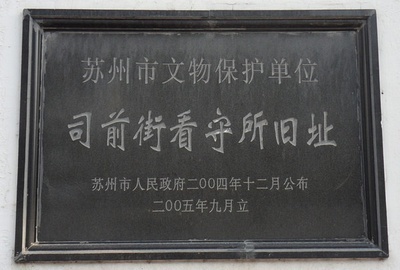 苏州市文物保护单位
司前街看守所旧址
苏州市人民政府二〇〇四年十二月公布
二〇〇五年九月立